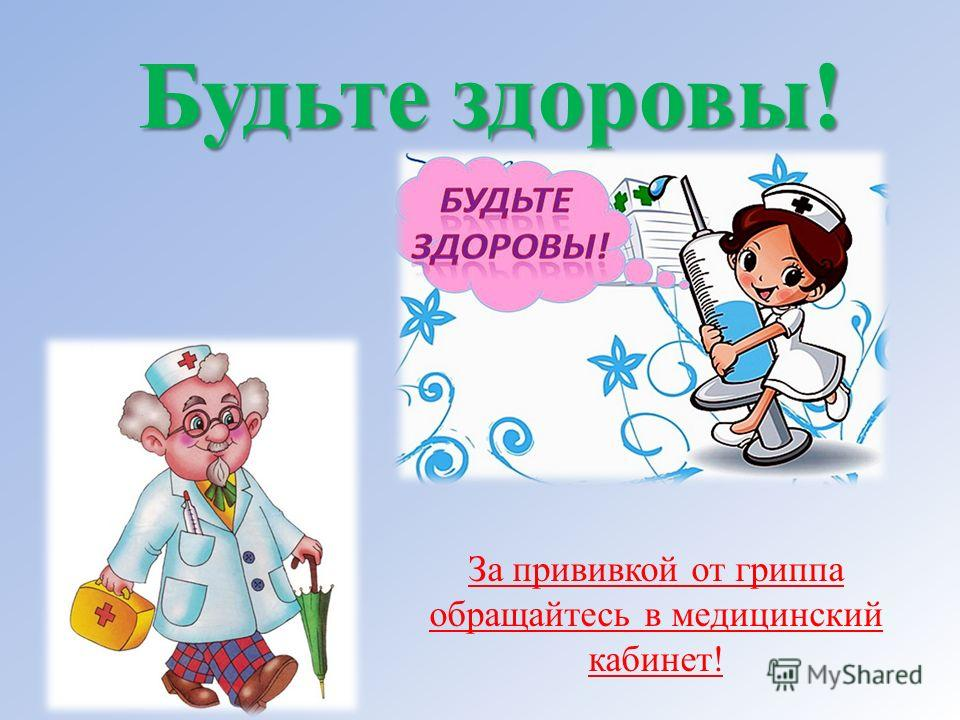 Будьте здоровы!
БУДЬТЕ
ЗДОРОВЫ!
За прививкой от гриппа
обращайтесь в медицинский
кабинет!
MyShared